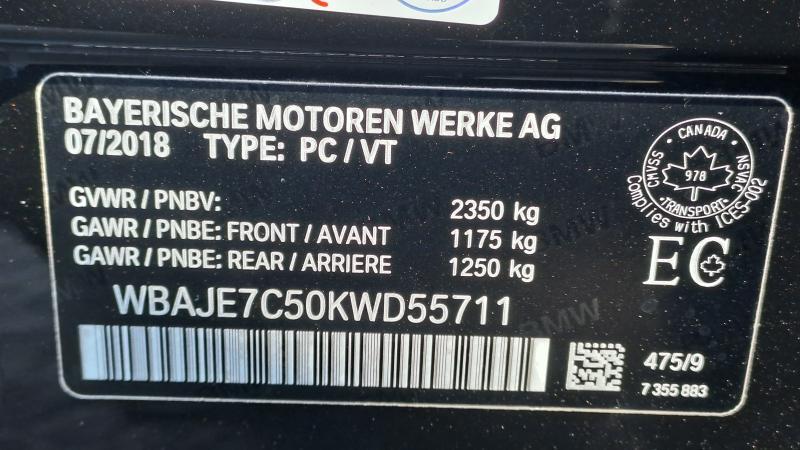 BAYERISCHE MOTOREN WERKE AG
07/2018 TYPE: PC / VT
GVWR / PNBV: 2350 kg
GAWR / PNBE: FRONT / AVANT 1175 kg
GAWR / PNBE: REAR / ARRIERE 1250 kg
WBAJE7C50KWD55711
CANADA
CMVSS
NSVAC
978
TRANSPORT
Complies with ICES-002
EC
475/9
7 355 883